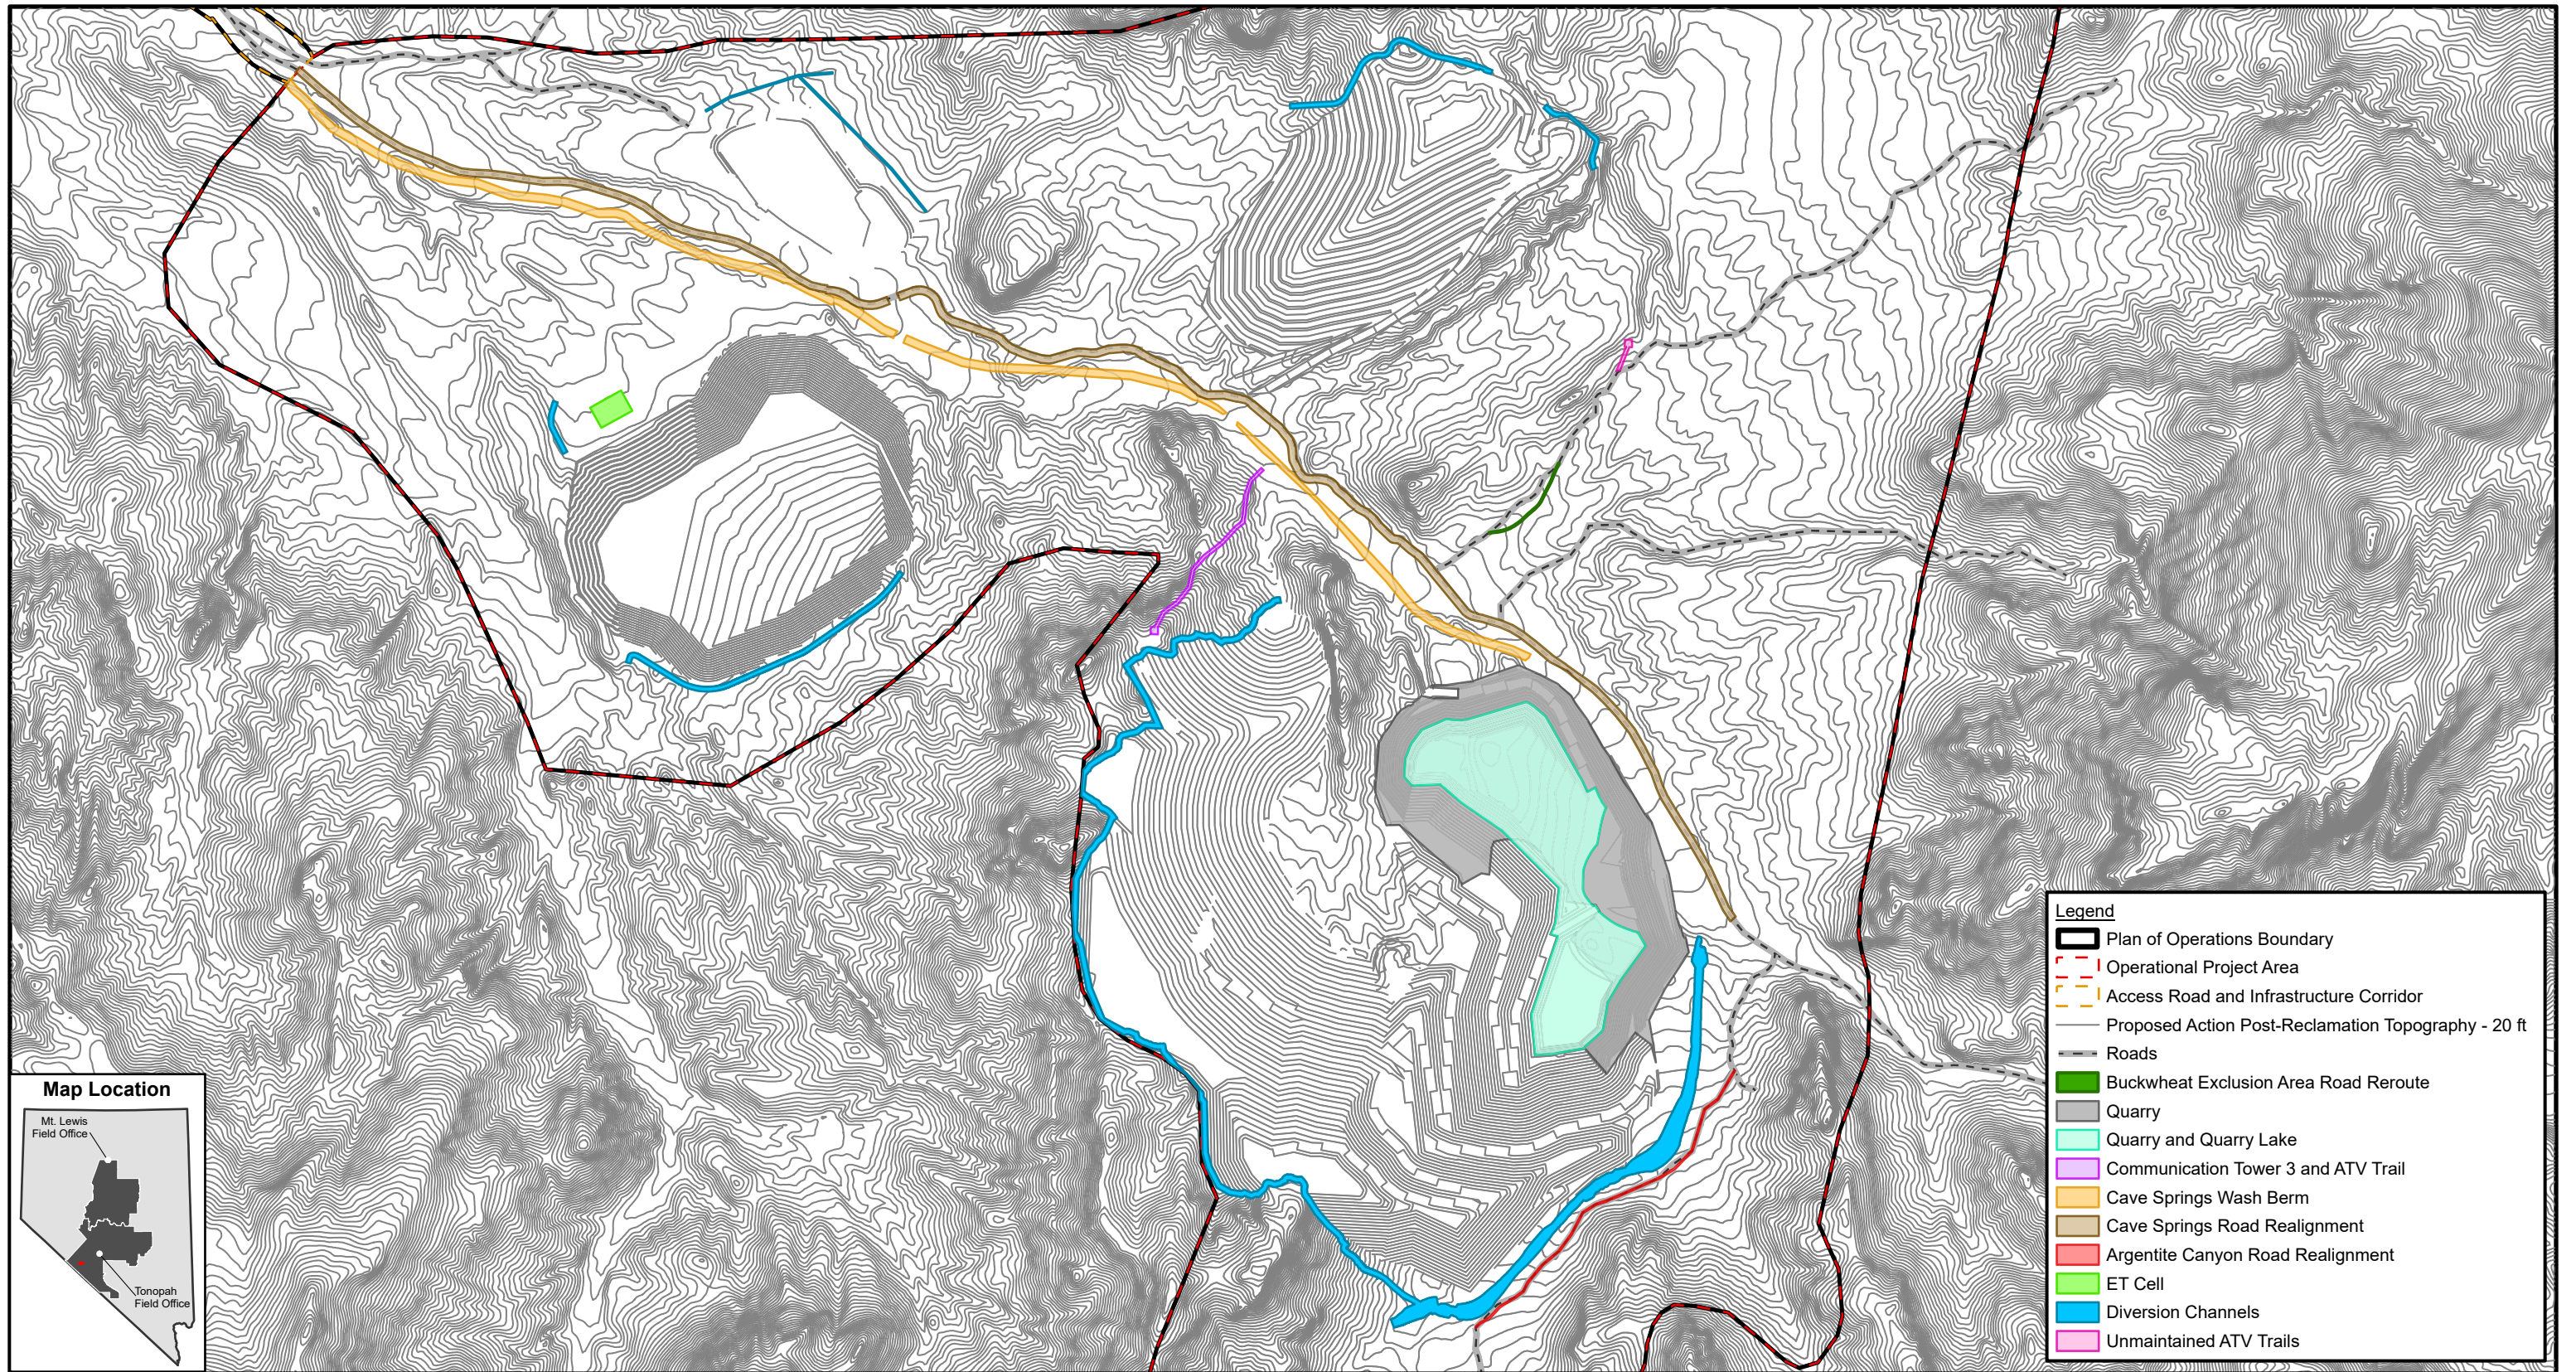 Map Location
Mt. Lewis
Field Office
Tonopah
Field Office
Legend
Plan of Operations Boundary
Operational Project Area
Access Road and Infrastructure Corridor
Proposed Action Post-Reclamation Topography - 20 ft
Roads
Buckwheat Exclusion Area Road Reroute
Quarry
Quarry and Quarry Lake
Communication Tower 3 and ATV Trail
Cave Springs Wash Berm
Cave Springs Road Realignment
Argentite Canyon Road Realignment
ET Cell
Diversion Channels
Unmaintained ATV Trails